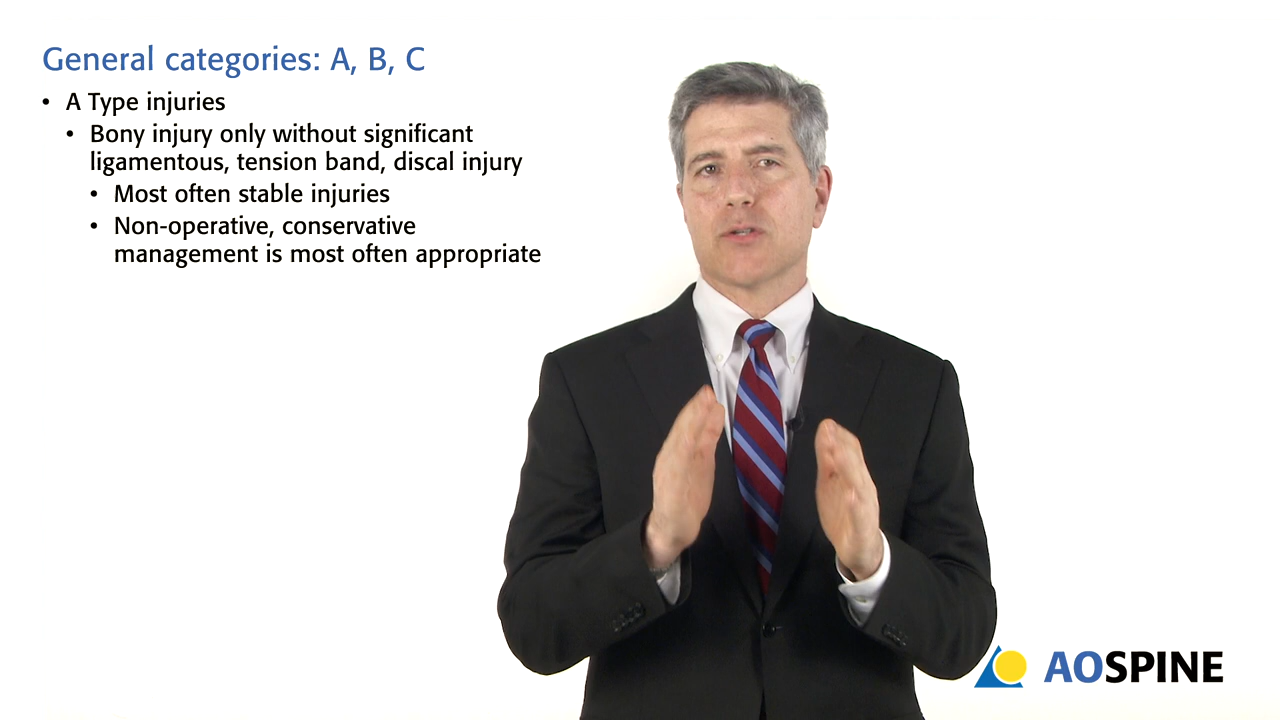 General categories: A, B, C
• A Type injuries
• Bony injury only without significant
ligamentous, tension band, discal injury
• Most often stable injuries
• Non-operative, conservative
management is most often appropriate
AOSPINE